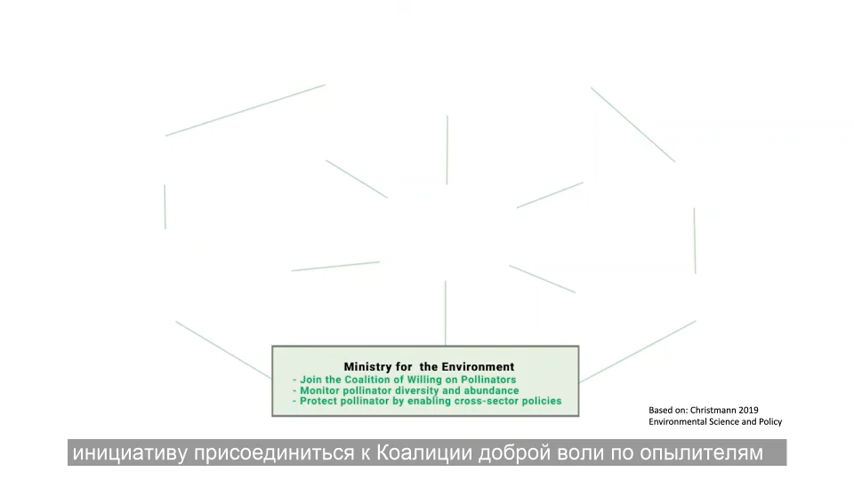 Ministry for the Environment
- Join the Coalition of Willing on Pollinators
- Monitor pollinator diversity and abundance
- Protect pollinator by enabling cross-sector policies
Based on: Christmann 2019
Environmental Science and Policy
инициативу присоединиться к Коалиции доброй воли по опылителям